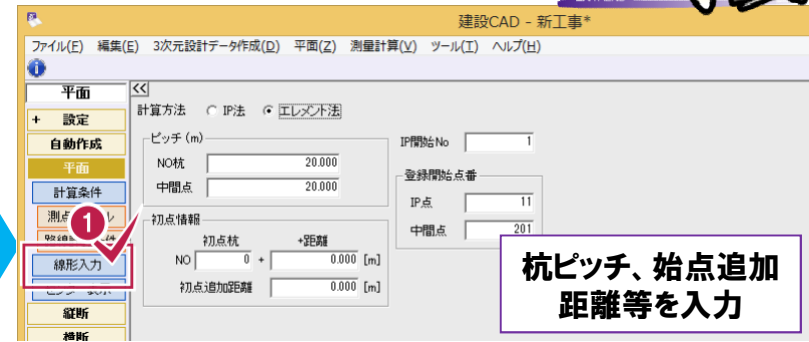 建設CAD - 新工事*
ファイル(F) 編集(E) 3次元設計データ作成(D) 平面(Z) 測量計算(V) ツール(T) ヘルプ(H)
平面
<<
+ 設定
自動作成
平面
計算条件
線形入力
縦断
横断
計算方法 IP法 エレメント法
ピッチ (m)
NO杭 20.000
中間点 20.000
初点情報
初点杭 +距離
NO 0 + 0.000 [m]
初点追加距離 0.000 [m]
IP開始No 1
登録開始点番
IP点 11
中間点 201
1
杭ピッチ、始点追加
距離等を入力